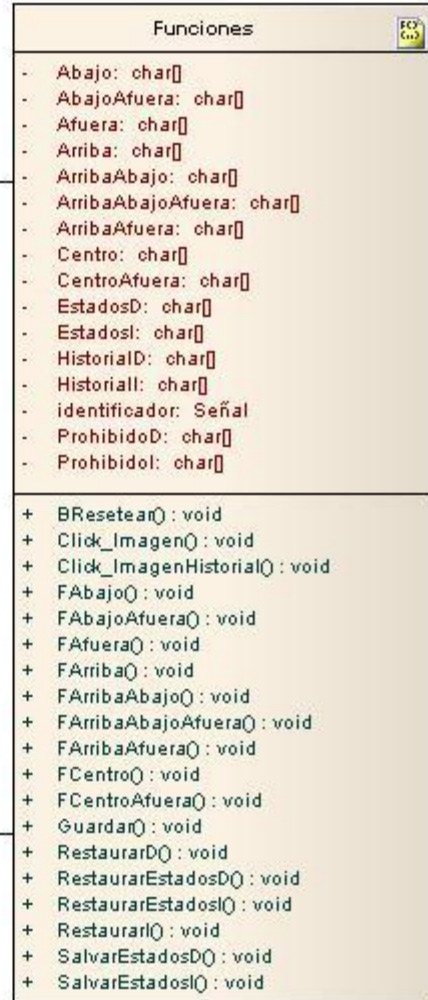 Funciones
- Abajo: char[]
- AbajoAfuera: char[]
- Afuera: char[]
- Arriba: char[]
- ArribaAbajo: char[]
- ArribaAbajoAfuera: char[]
- ArribaAfuera: char[]
- Centro: char[]
- CentroAfuera: char[]
- EstadosD: char[]
- EstadosI: char[]
- HistorialD: char[]
- HistorialI: char[]
- identificador: Señal
- ProhibidoD: char[]
- ProhibidoI: char[]
+ BResetear() : void
+ Click_Imagen() : void
+ Click_ImagenHistorial() : void
+ FAbajo() : void
+ FAbajoAfuera() : void
+ FAfuera() : void
+ FArriba() : void
+ FArribaAbajo() : void
+ FArribaAbajoAfuera() : void
+ FArribaAfuera() : void
+ FCentro() : void
+ FCentroAfuera() : void
+ Guardar() : void
+ RestaurarD() : void
+ RestaurarEstadosD() : void
+ RestaurarEstadosI() : void
+ RestaurarI() : void
+ SalvarEstadosD() : void
+ SalvarEstadosI() : void